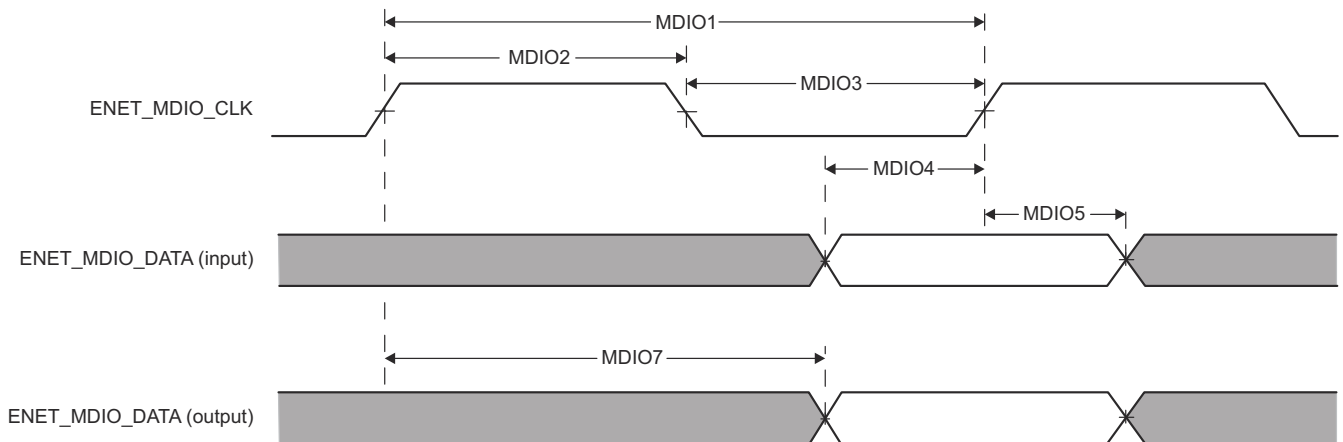 MDIO1
MDIO2
MDIO3
ENET_MDIO_CLK
MDIO4
MDIO5
ENET_MDIO_DATA (input)
MDIO7
ENET_MDIO_DATA (output)